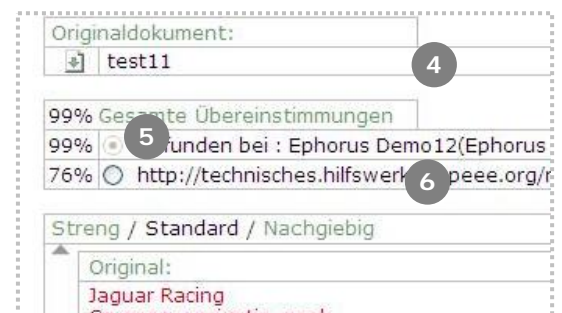 Originaldokument:
test11
4
99% Gesamte Übereinstimmungen
99% 5 funden bei : Ephorus Demo12(Ephorus
76% http://technisches.hilfswerk 6 peee.org/r
Streng / Standard / Nachgiebig
Original:
Jaguar Racing